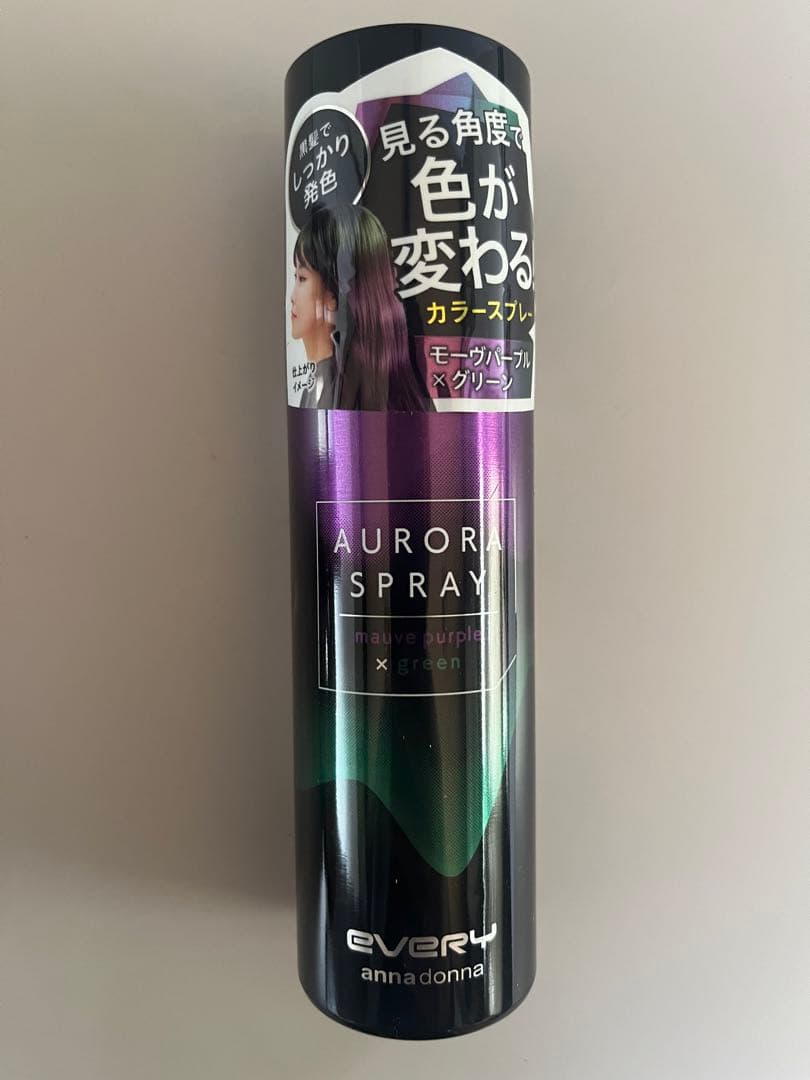 黒髪で
しっかり
発色
見る角度で
色が
変わる!
カラースプレー
モーヴパープル
×グリーン
仕上がり
イメージ
AURORA
SPRAY
mauve purple
× green
every
annadonna